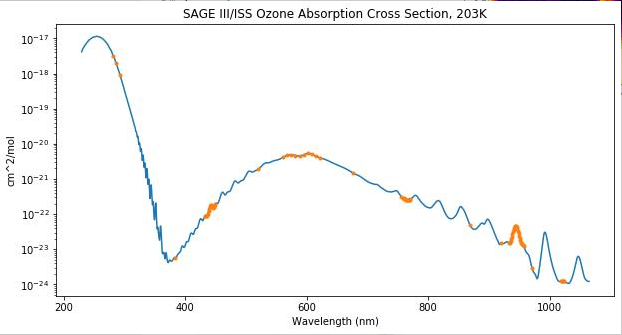 SAGE III/ISS Ozone Absorption Cross Section, 203K
10⁻¹⁷
10⁻¹⁸
10⁻¹⁹
10⁻²⁰
10⁻²¹
10⁻²²
10⁻²³
10⁻²⁴
cm^2/mol
200 400 600 800 1000
Wavelength (nm)